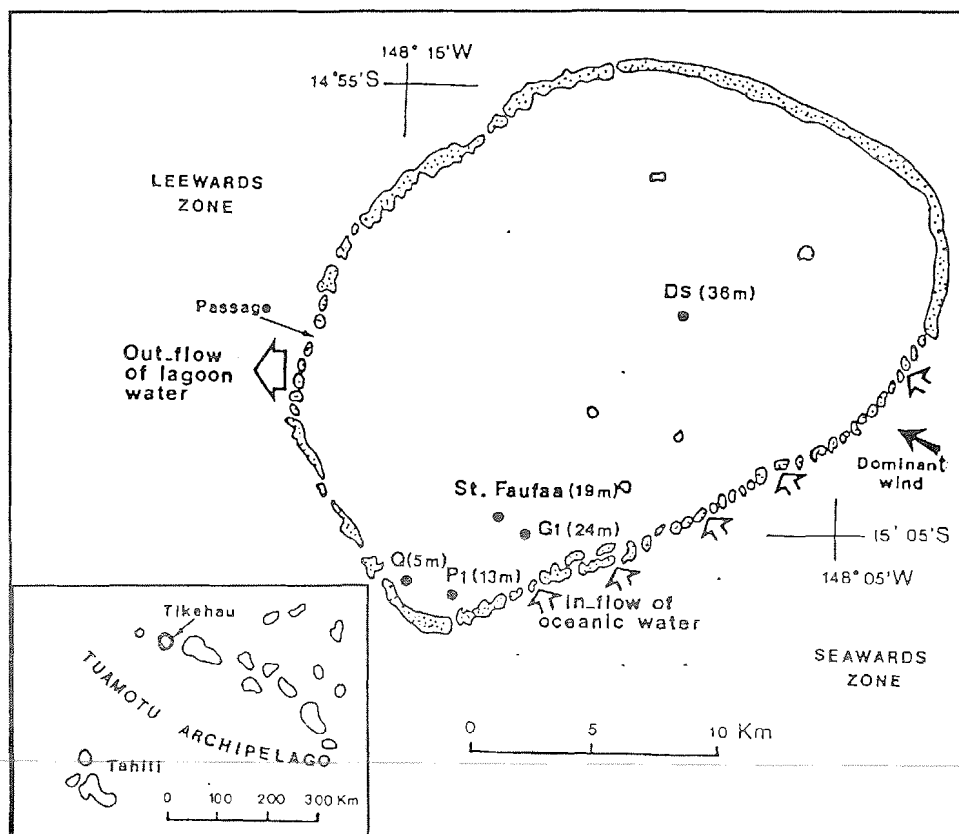 148° 15'W
14°55'S
LEEWARDS
ZONE
Passage
Out_flow
of lagoon
water
DS (36m)
Dominant
wind
St. Faufaa (19m)
G1 (24m)
15' 05'S
148° 05'W
Q (5m)
P1 (13m)
In_flow of
oceanic water
SEAWARDS
ZONE
0 5 10 Km
Tikehau
TUAMOTU ARCHIPELAGO
Tahiti
0 100 200 300 Km